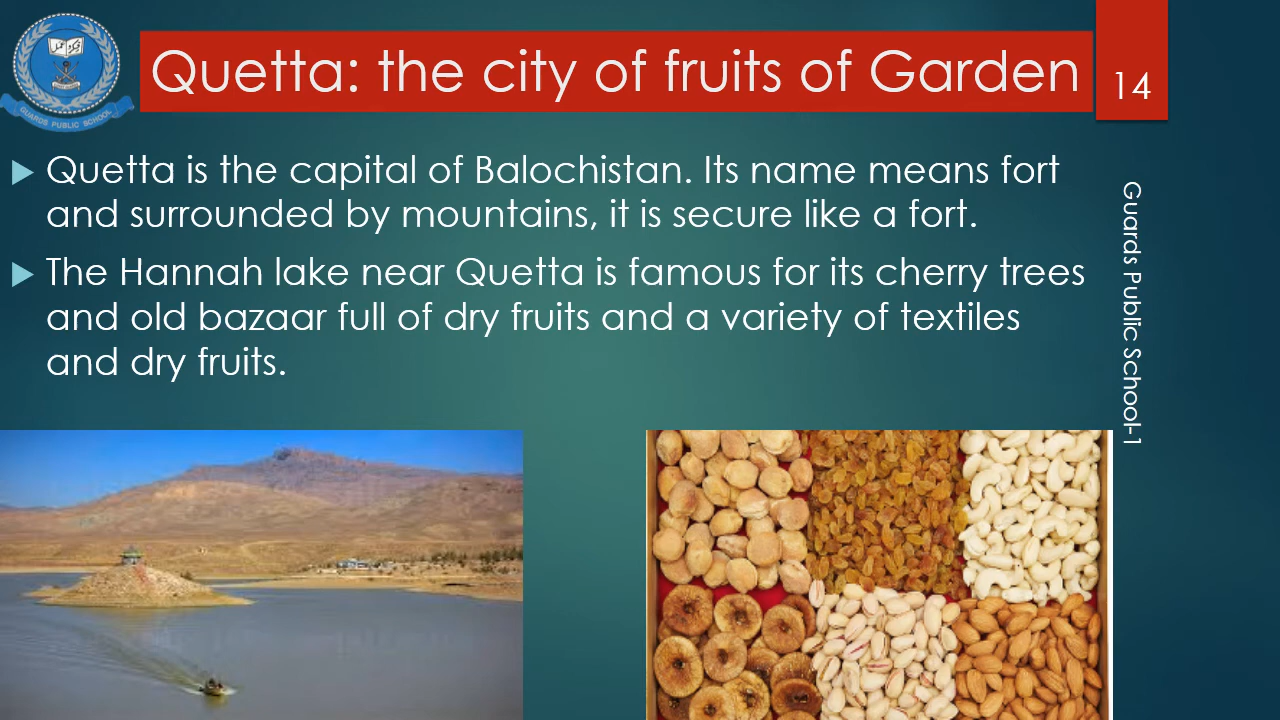 Quetta: the city of fruits of Garden
14
Quetta is the capital of Balochistan. Its name means fort
and surrounded by mountains, it is secure like a fort.
The Hannah lake near Quetta is famous for its cherry trees
and old bazaar full of dry fruits and a variety of textiles
and dry fruits.
Guards Public School-1
GUARDS PUBLIC SCHOOL